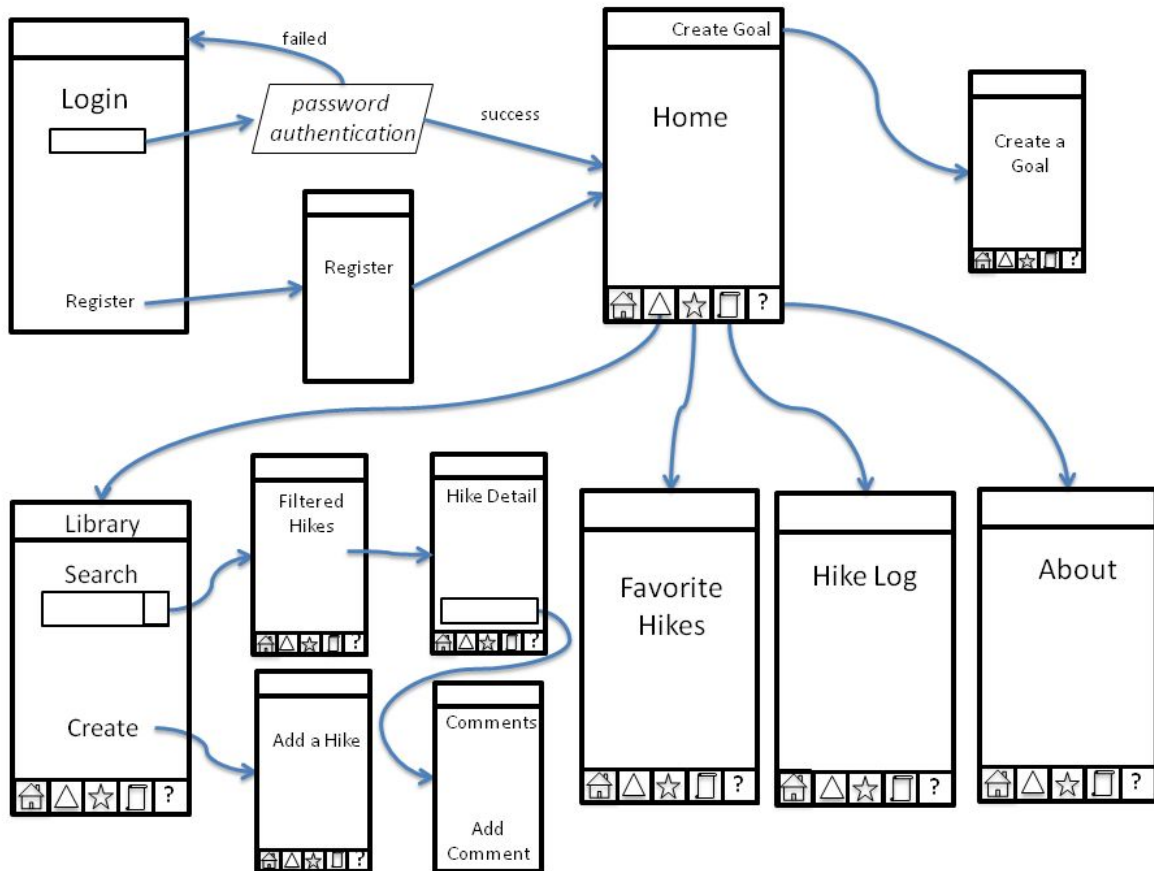 failed
Create Goal
Login
password
authentication
success
Home
Create a
Goal
Register
Register
?
?
Library
Search
Create
?
Filtered
Hikes
?
Hike Detail
?
Add a Hike
?
Comments
Add
Comment
Favorite
Hikes
?
Hike Log
?
About
?